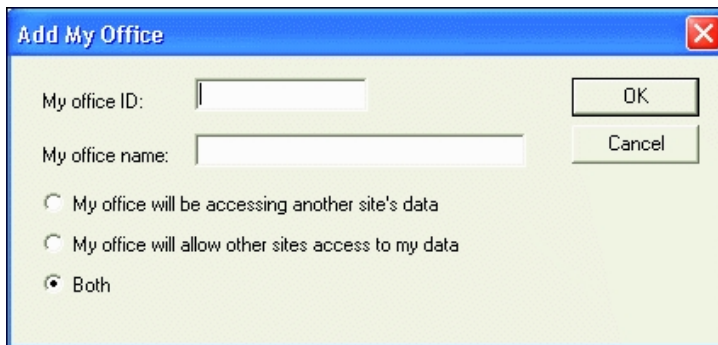 Add My Office
My office ID:
OK
My office name:
Cancel
My office will be accessing another site's data
My office will allow other sites access to my data
Both